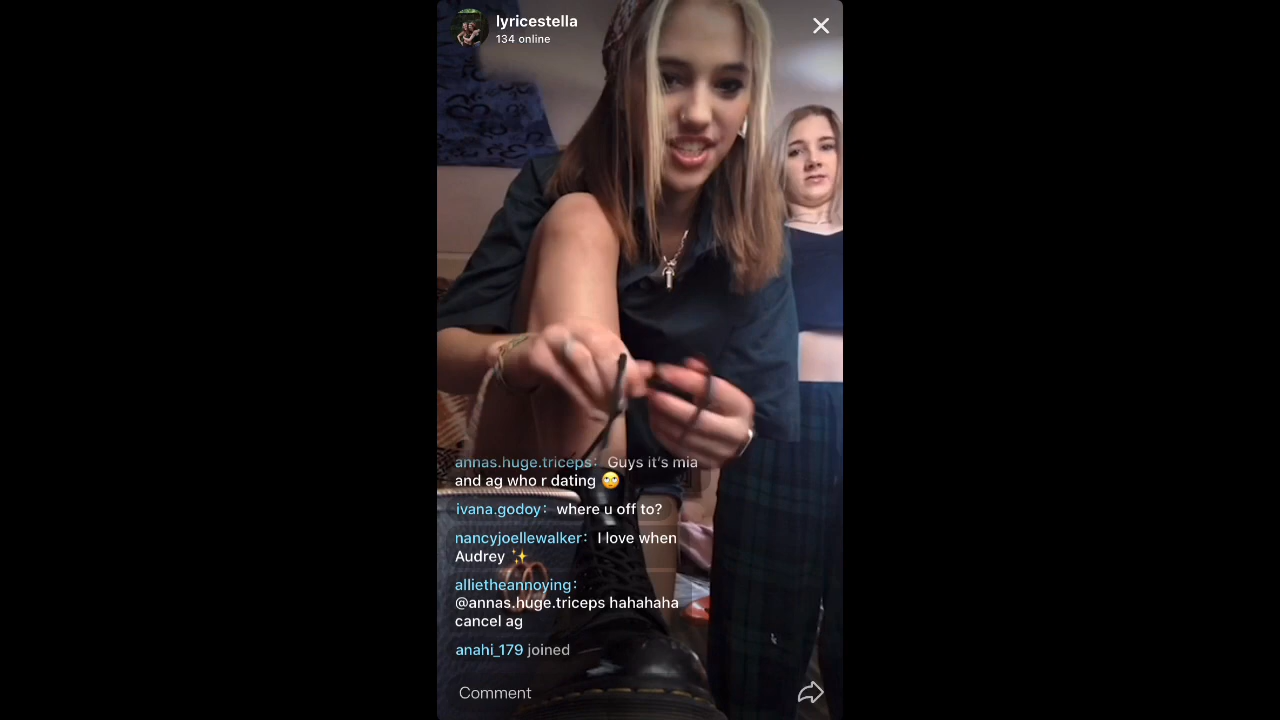 lyricestella
134 online
annas.huge.triceps: Guys it's mia
and ag who r dating 🙄
ivana.godoy: where u off to?
nancyjoellewalker: I love when
Audrey ✨
allietheannoying:
@annas.huge.triceps hahahaha
cancel ag
anahi_179 joined
Comment